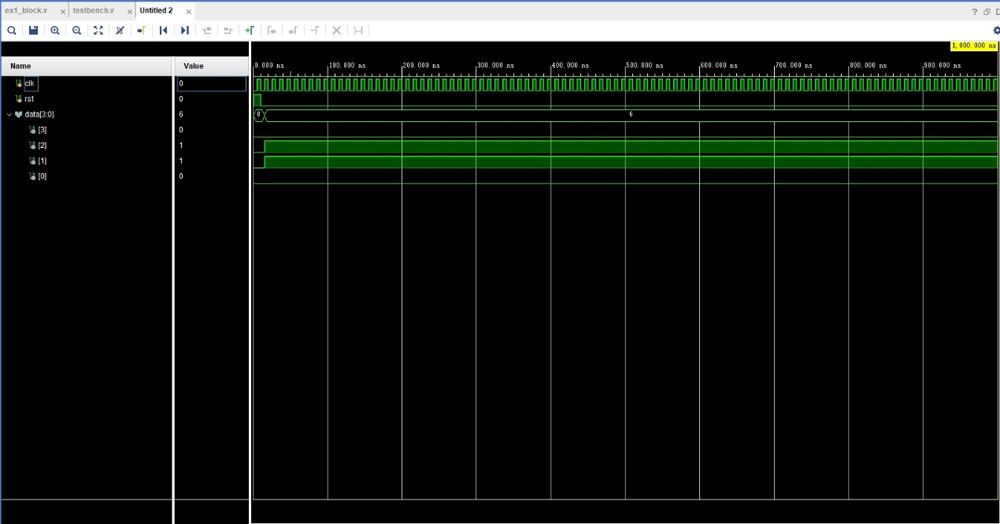 ex1_block.v testbench.v Untitled 2
1,000.000 ns
Name Value
0.000 ns 100.000 ns 200.000 ns 300.000 ns 400.000 ns 500.000 ns 600.000 ns 700.000 ns 800.000 ns 900.000 ns
clk 0
rst 0
data[3:0] 6 0 6
[3] 0
[2] 1
[1] 1
[0] 0